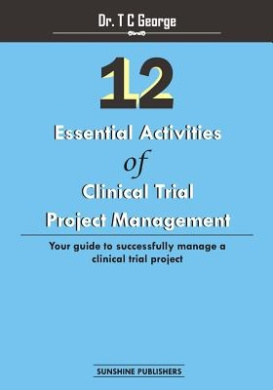 Dr. T C George
12
Essential Activities
of
Clinical Trial
Project Management
Your guide to successfully manage a
clinical trial project
SUNSHINE PUBLISHERS